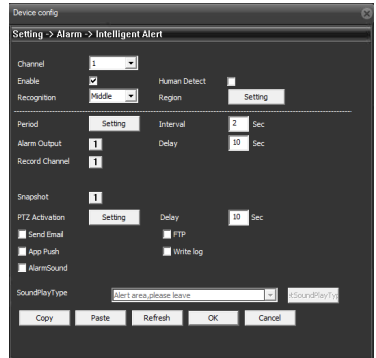 Device config
Setting -> Alarm -> Intelligent Alert
Channel 1
Enable Human Detect
Recognition Middle Region Setting
Period Setting Interval 2 Sec
Alarm Output 1 Delay 10 Sec
Record Channel 1
Snapshot 1
PTZ Activation Setting Delay 10 Sec
Send Email FTP
App Push Write log
AlarmSound
SoundPlayType Alert area,please leave tSoundPlayTyp
Copy Paste Refresh OK Cancel